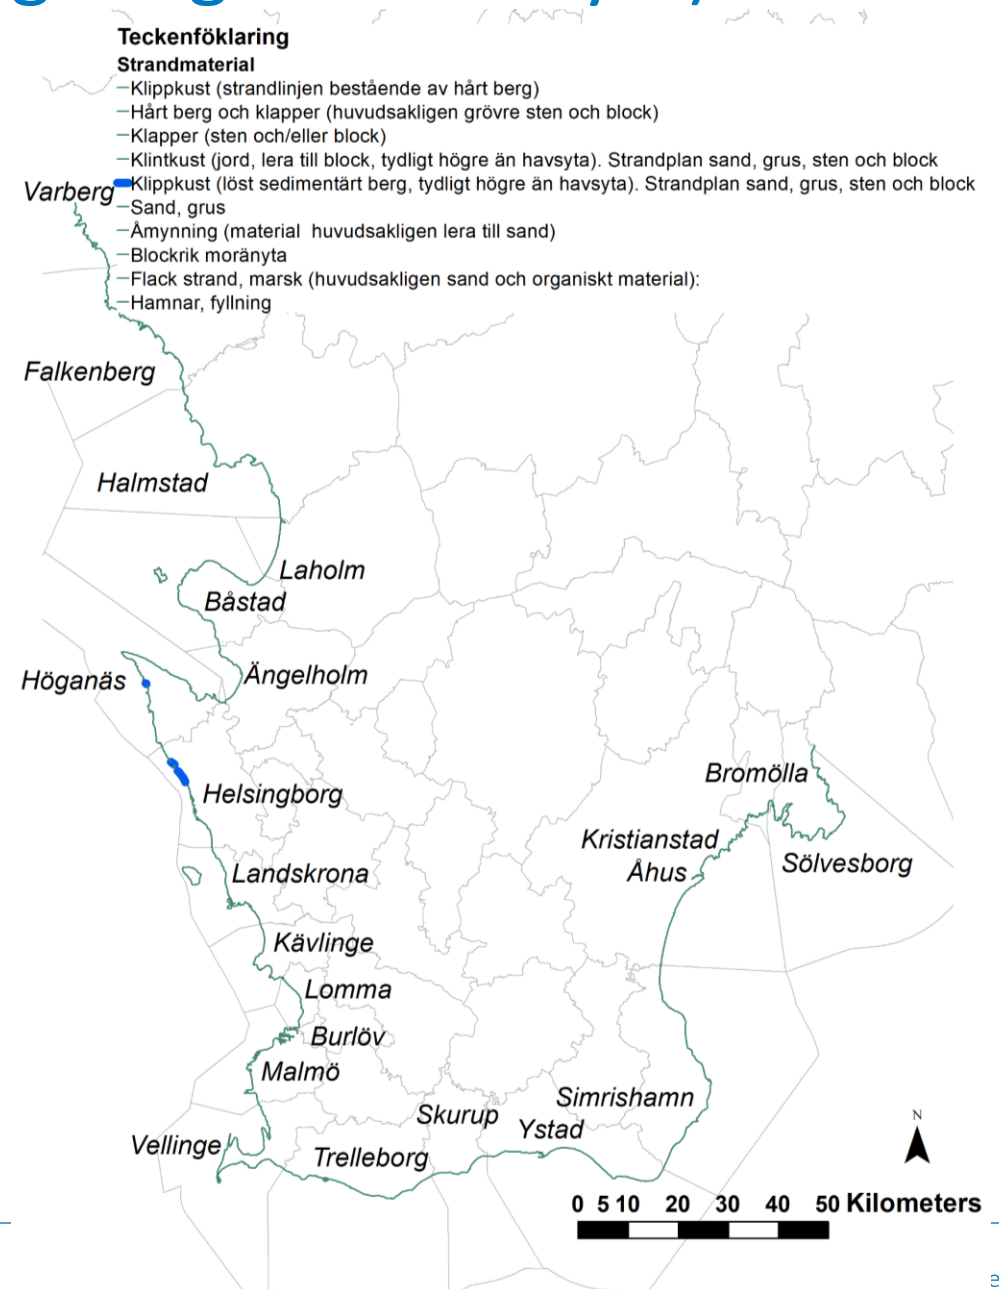 Teckenföklaring
Strandmaterial
Klippkust (strandlinjen bestående av hårt berg)
Hårt berg och klapper (huvudsakligen grövre sten och block)
Klapper (sten och/eller block)
Klintkust (jord, lera till block, tydligt högre än havsyta). Strandplan sand, grus, sten och block
Klippkust (löst sedimentärt berg, tydligt högre än havsyta). Strandplan sand, grus, sten och block
Sand, grus
Åmynning (material huvudsakligen lera till sand)
Blockrik moränyta
Flack strand, marsk (huvudsakligen sand och organiskt material):
Hamnar, fyllning
Varberg
Falkenberg
Halmstad
Laholm
Båstad
Ängelholm
Höganäs
Helsingborg
Bromölla
Kristianstad
Åhus
Sölvesborg
Landskrona
Kävlinge
Lomma
Burlöv
Malmö
Simrishamn
Skurup
Ystad
Vellinge
Trelleborg
N
0 5 10 20 30 40 50 Kilometers